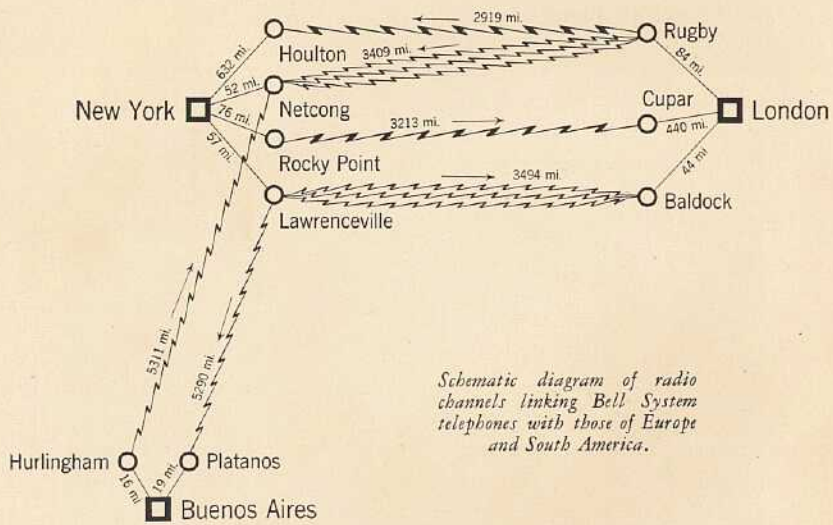 2919 mi.
Houlton
Rugby
632 mi.
3409 mi.
84 mi.
52 mi.
Netcong
Cupar
New York
London
76 mi.
3213 mi.
440 mi.
Rocky Point
57 mi.
44 mi
3494 mi.
Lawrenceville
Baldock
5311 mi.
5290 mi.
Schematic diagram of radio
channels linking Bell System
telephones with those of Europe
and South America.
Hurlingham
Platanos
16 mi
19 mi.
Buenos Aires